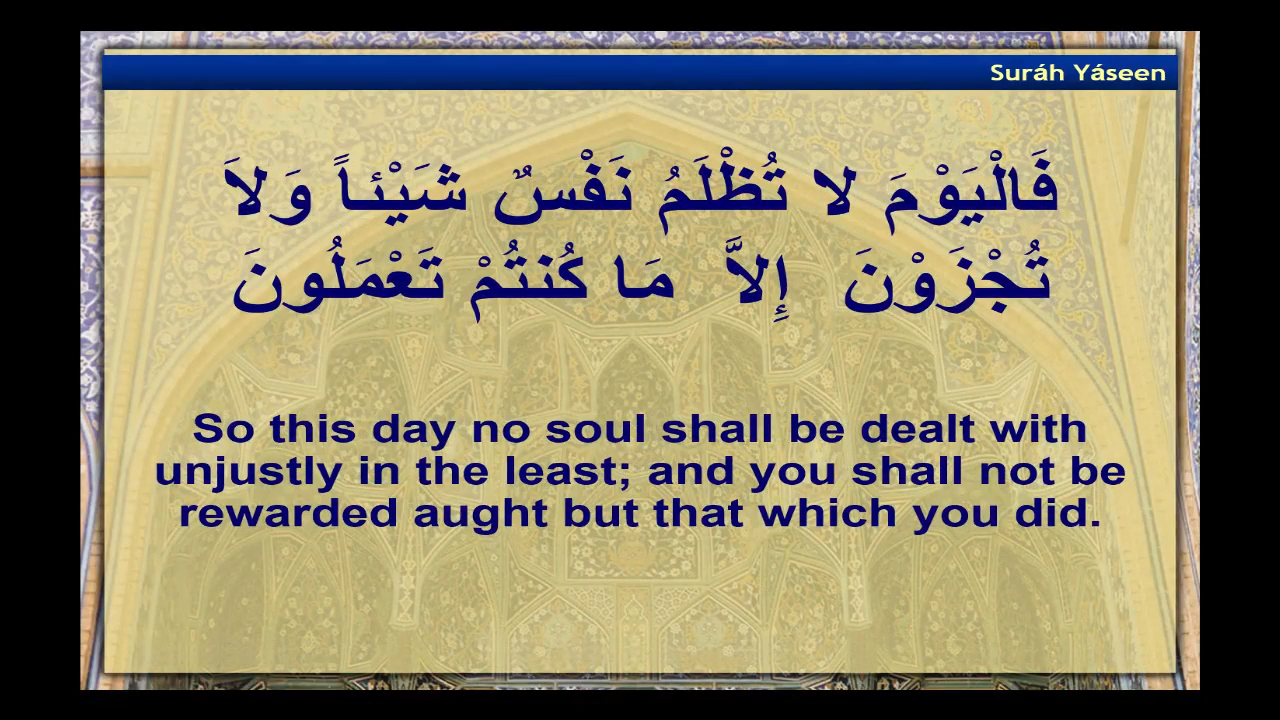 Suráh Yáseen
فَالْيَوْمَ لا تُظْلَمُ نَفْسٌ شَيْئاً وَلاَ
تُجْزَوْنَ إِلاَّ مَا كُنتُمْ تَعْمَلُونَ
So this day no soul shall be dealt with
unjustly in the least; and you shall not be
rewarded aught but that which you did.